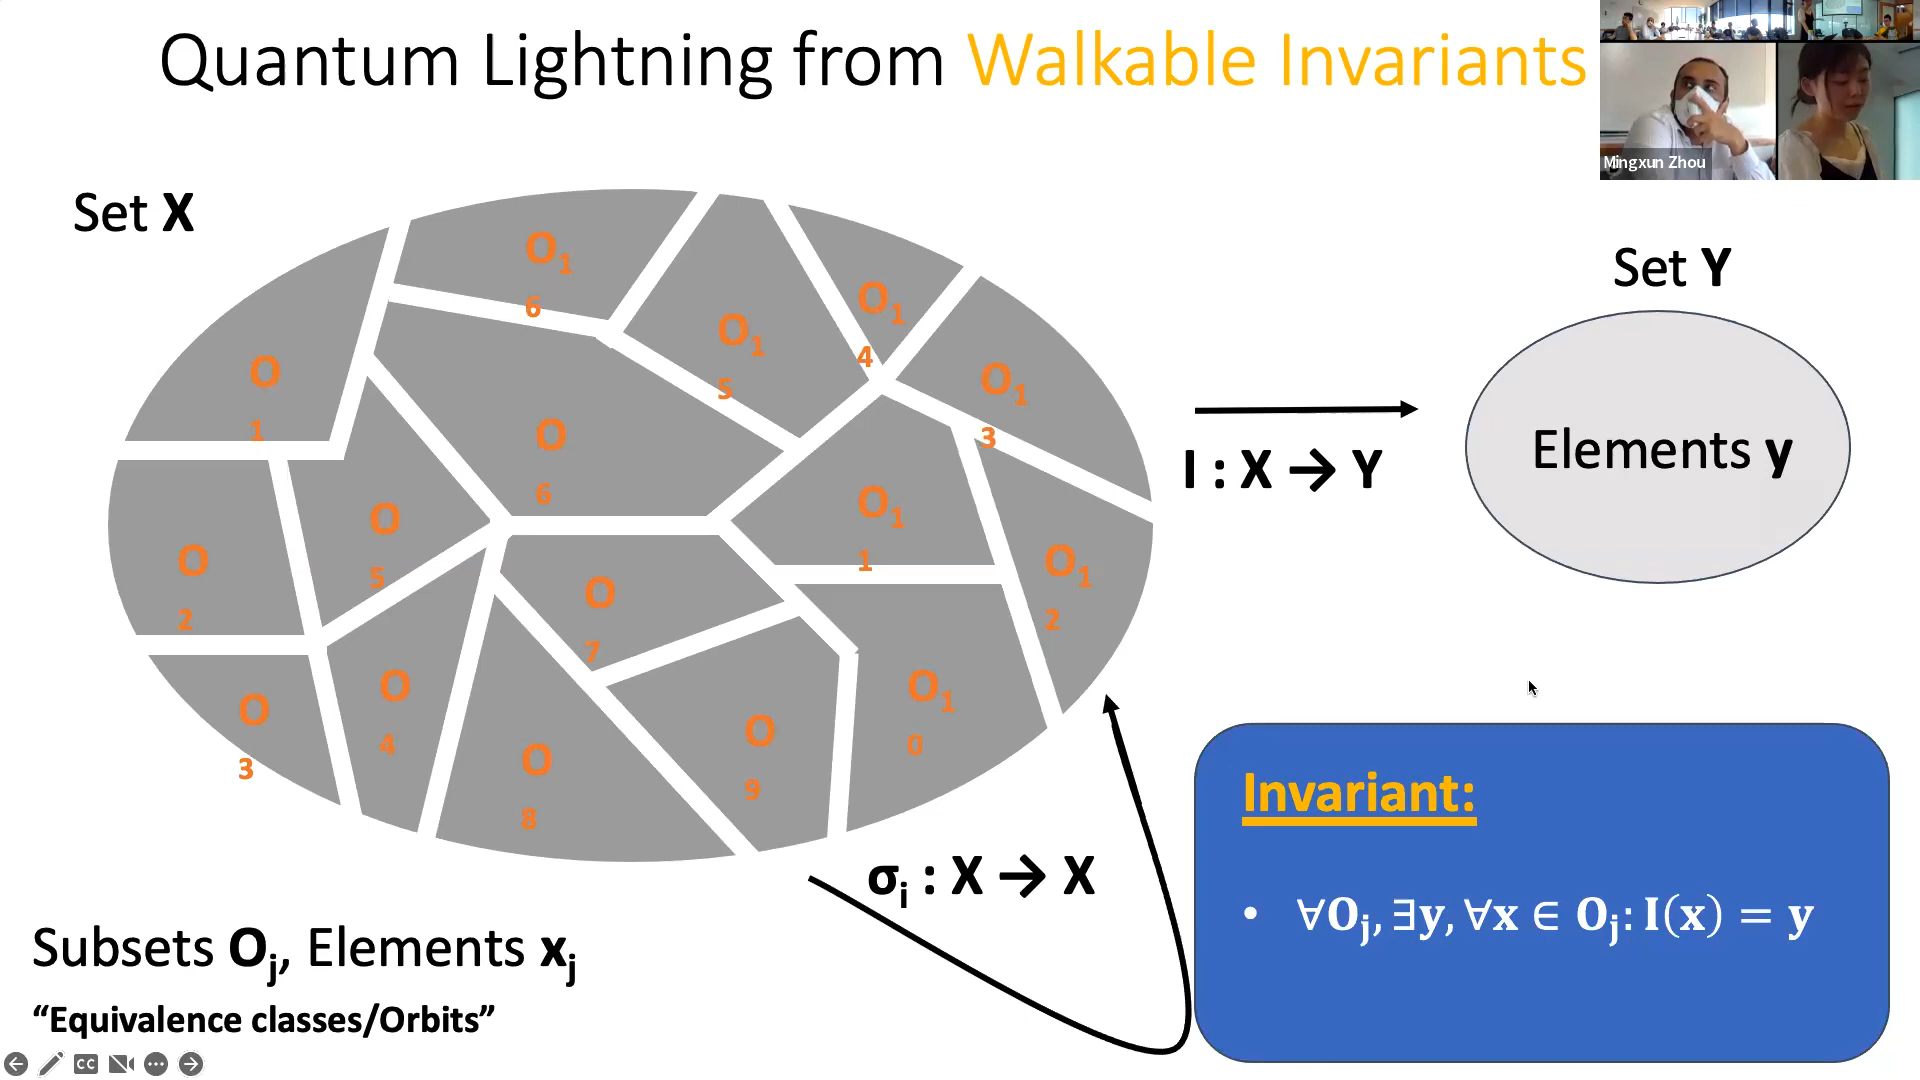 Quantum Lightning from Walkable Invariants
Mingxun Zhou
Set X
Set Y
O1
6
O1
5
O1
4
O1
3
O
1
O
6
O
5
O
2
O1
1
O1
2
O
7
O
4
O
3
O
8
O
9
O1
0
I : X → Y
Elements y
σi : X → X
Invariant:
• ∀Oj, ∃y, ∀x ∈ Oj: I(x) = y
Subsets Oj, Elements xj
“Equivalence classes/Orbits”
CC